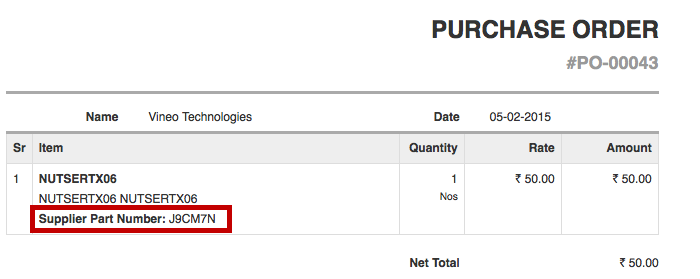 PURCHASE ORDER
#PO-00043
Name Vineo Technologies Date 05-02-2015
Sr Item Quantity Rate Amount
1 NUTSERTX06 1 ₹ 50.00 ₹ 50.00
NUTSERTX06 NUTSERTX06 Nos
Supplier Part Number: J9CM7N
Net Total ₹ 50.00